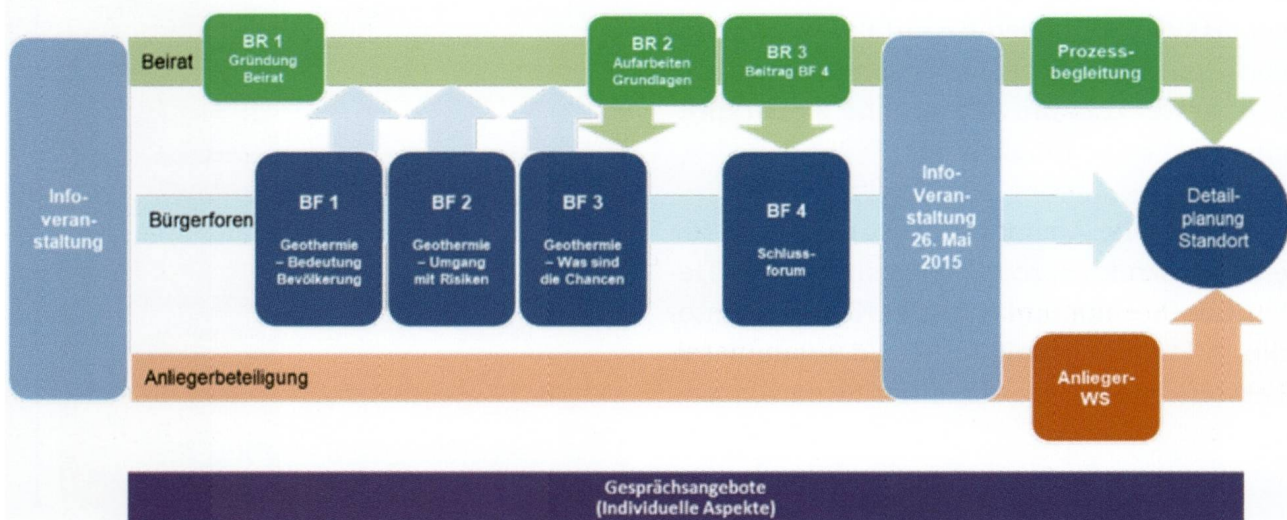 Info-
veran-
staltung
Beirat
BR 1
Gründung
Beirat
BR 2
Aufarbeiten
Grundlagen
BR 3
Beitrag BF 4
Prozess-
begleitung
Bürgerforen
BF 1
Geothermie
– Bedeutung
Bevölkerung
BF 2
Geothermie
– Umgang
mit Risiken
BF 3
Geothermie
– Was sind
die Chancen
BF 4
Schluss-
forum
Info-
Veran-
staltung
26. Mai
2015
Detail-
planung
Standort
Anliegerbeteiligung
Anlieger-
WS
Gesprächsangebote
(Individuelle Aspekte)